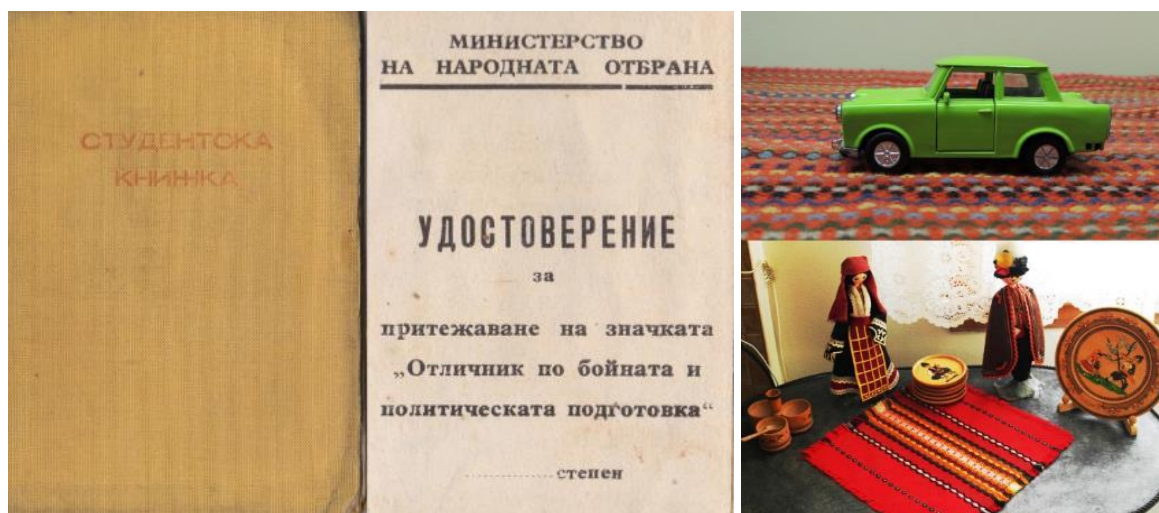 СТУДЕНТСКА
КНИЖКА
МИНИСТЕРСТВО
НА НАРОДНАТА ОТБРАНА
УДОСТОВЕРЕНИЕ
за
притежаване на значката
„Отличник по бойната и
политическата подготовка“
..............степен